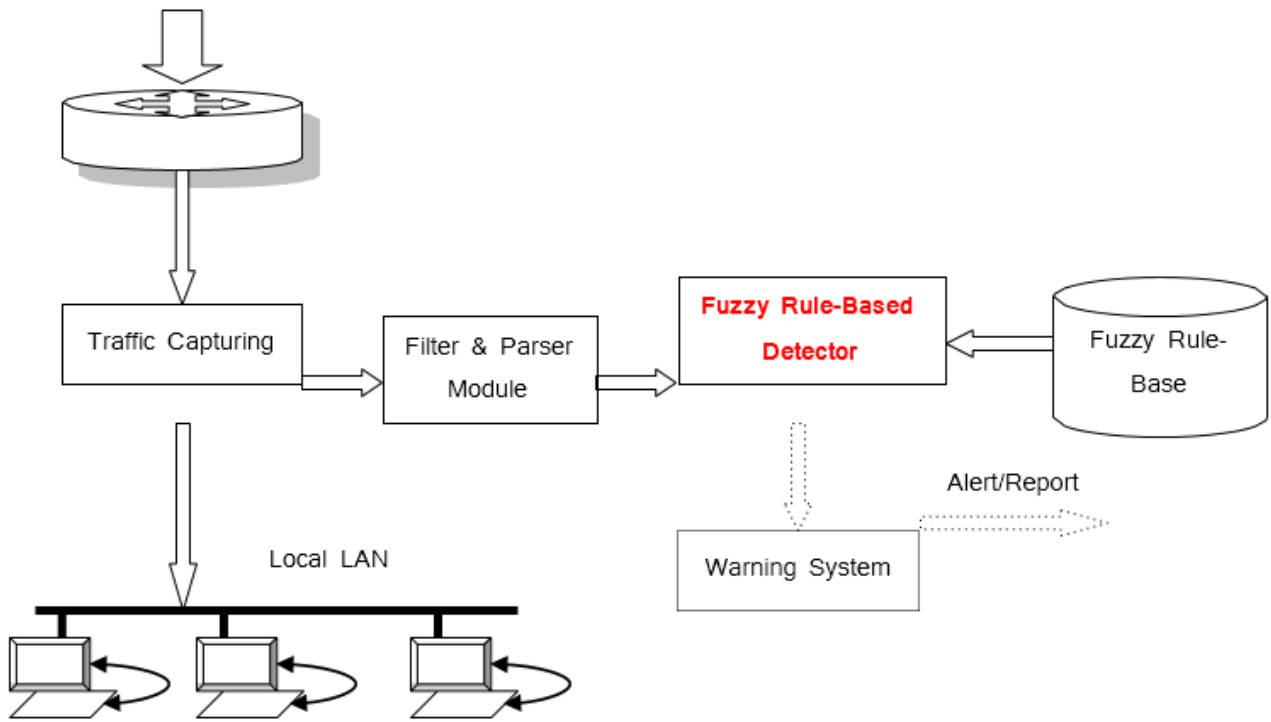 Traffic Capturing
Filter & Parser
Module
Fuzzy Rule-Based
Detector
Fuzzy Rule-
Base
Alert/Report
Warning System
Local LAN